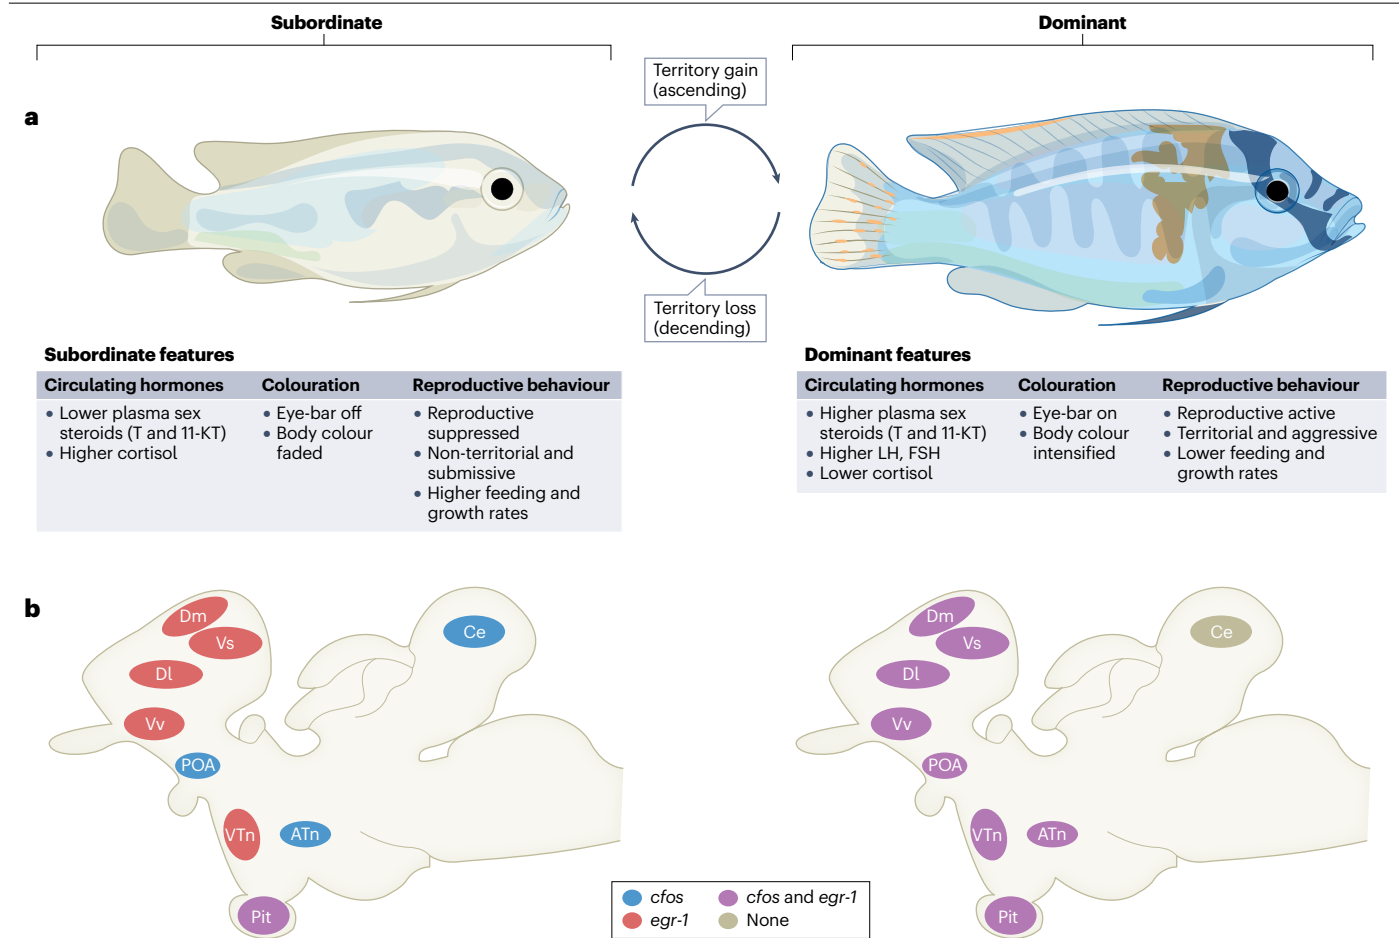 Subordinate
Dominant
Territory gain
(ascending)
a
Territory loss
(decending)
Subordinate features
Circulating hormones
Colouration
Reproductive behaviour
• Lower plasma sex
steroids (T and 11-KT)
• Higher cortisol
• Eye-bar off
• Body colour
faded
• Reproductive
suppressed
• Non-territorial and
submissive
• Higher feeding and
growth rates
Dominant features
Circulating hormones
Colouration
Reproductive behaviour
• Higher plasma sex
steroids (T and 11-KT)
• Higher LH, FSH
• Lower cortisol
• Eye-bar on
• Body colour
intensified
• Reproductive active
• Territorial and aggressive
• Lower feeding and
growth rates
b
Dm
Vs
Ce
Dl
Vv
POA
VTn
ATn
Pit
Dm
Vs
Ce
Dl
Vv
POA
VTn
ATn
Pit
cfos
cfos and egr-1
egr-1
None